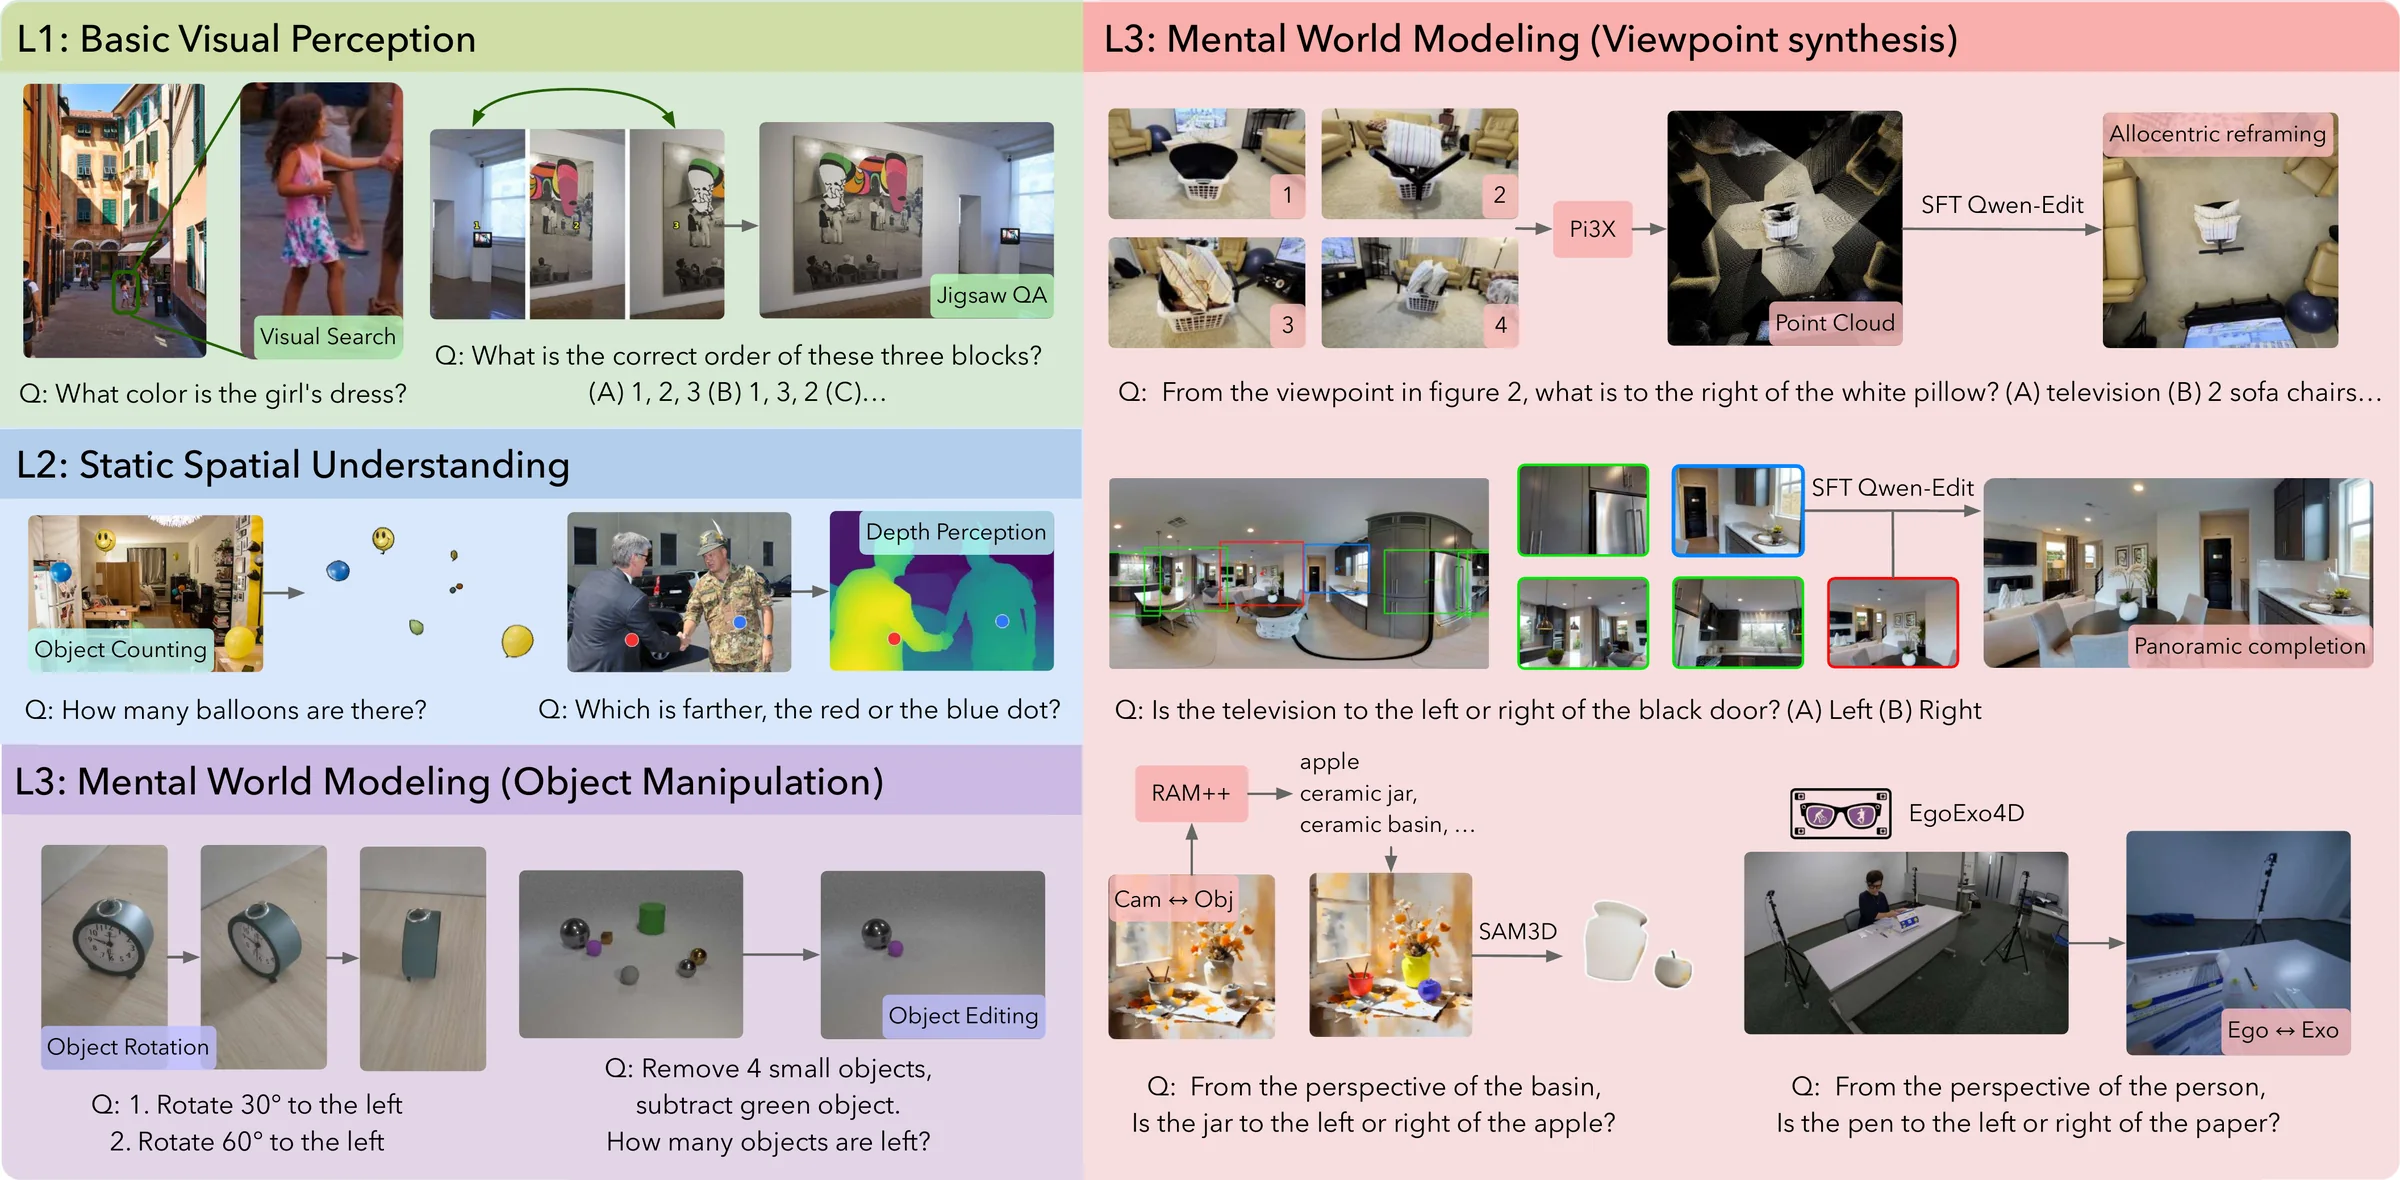 L1: Basic Visual Perception
Visual Search
Q: What color is the girl's dress?
1
2
3
Jigsaw QA
Q: What is the correct order of these three blocks?
(A) 1, 2, 3 (B) 1, 3, 2 (C)...
L2: Static Spatial Understanding
Object Counting
Q: How many balloons are there?
Depth Perception
Q: Which is farther, the red or the blue dot?
L3: Mental World Modeling (Object Manipulation)
Object Rotation
Q: 1. Rotate 30° to the left
2. Rotate 60° to the left
Object Editing
Q: Remove 4 small objects,
subtract green object.
How many objects are left?
L3: Mental World Modeling (Viewpoint synthesis)
1
2
3
4
Pi3X
Point Cloud
SFT Qwen-Edit
Allocentric reframing
Q: From the viewpoint in figure 2, what is to the right of the white pillow? (A) television (B) 2 sofa chairs...
SFT Qwen-Edit
Panoramic completion
Q: Is the television to the left or right of the black door? (A) Left (B) Right
RAM++
apple
ceramic jar,
ceramic basin, ...
Cam ↔ Obj
SAM3D
Q: From the perspective of the basin,
Is the jar to the left or right of the apple?
EgoExo4D
Ego ↔ Exo
Q: From the perspective of the person,
Is the pen to the left or right of the paper?